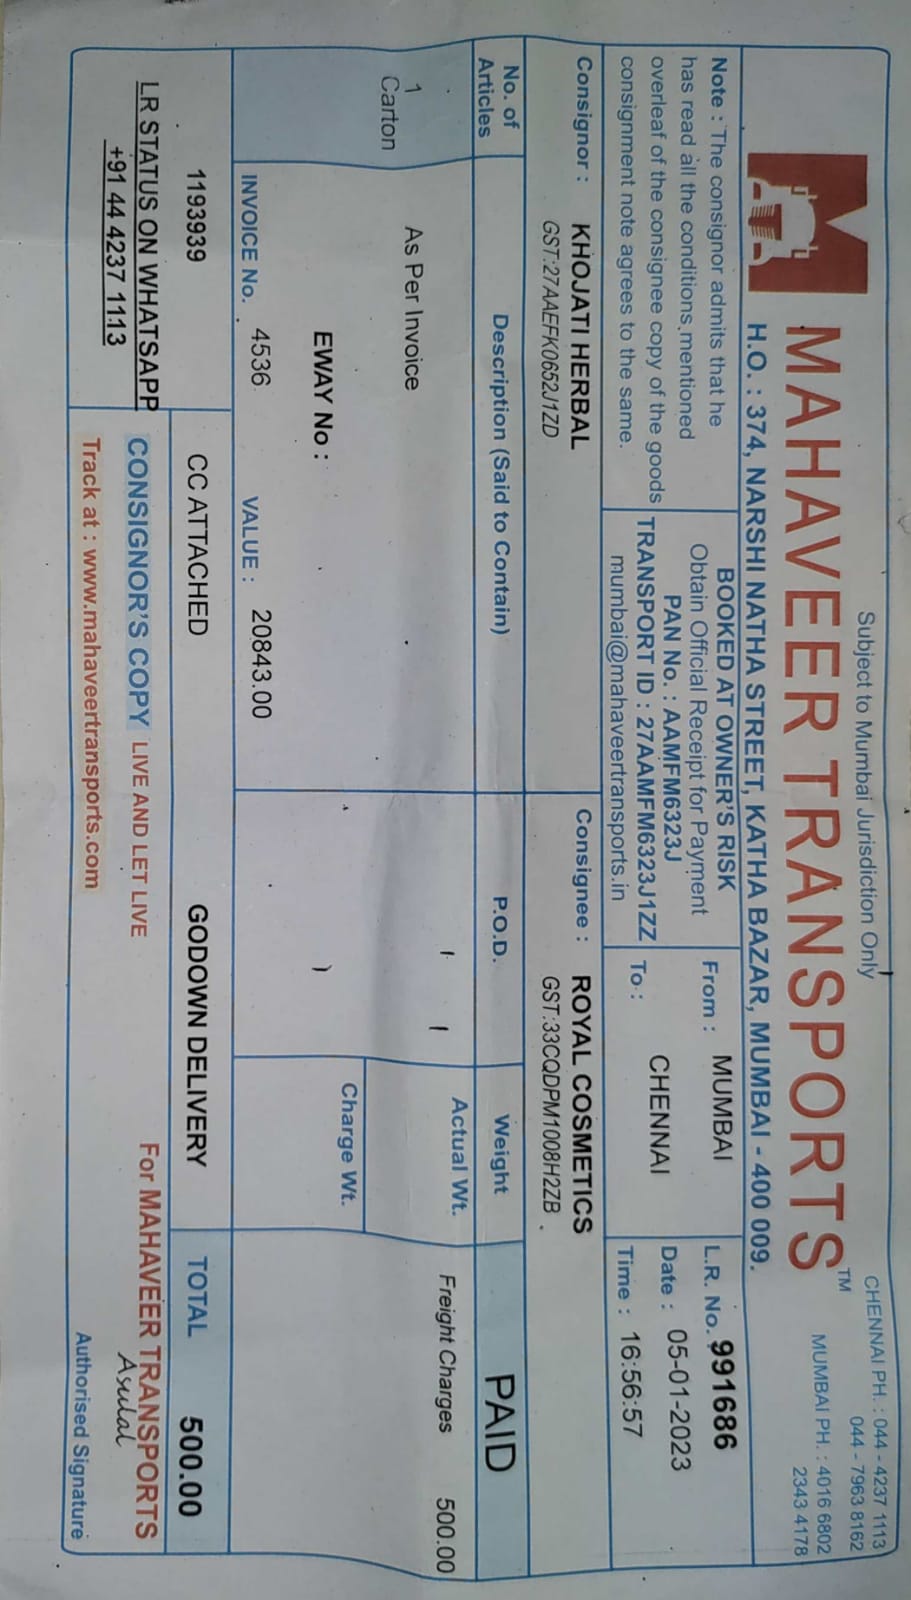 Subject to Mumbai Jurisdiction Only
CHENNAI PH. : 044 - 4237 1113
044 - 7963 8162
MUMBAI PH. : 4016 6802
2343 4178
MAHAVEER TRANSPORTS™
H.O. : 374, NARSHI NATHA STREET, KATHA BAZAR, MUMBAI - 400 009.
Note : The consignor admits that he
has read all the conditions mentioned
overleaf of the consignee copy of the goods
consignment note agrees to the same.
BOOKED AT OWNER'S RISK
Obtain Official Receipt for Payment
PAN No. : AAMFM6323J
TRANSPORT ID : 27AAMFM6323J1ZZ
mumbai@mahaveertransports.in
From : MUMBAI
To : CHENNAI
L.R. No. 991686
Date : 05-01-2023
Time : 16:56:57
Consignor : KHOJATI HERBAL
GST:27AAEFK0652J1ZD
Consignee : ROYAL COSMETICS
GST:33CQDPM1008H2ZB
No. of
Articles
Description (Said to Contain)
P.O.D.
Weight
PAID
1
Carton
As Per Invoice
EWAY No :
Actual Wt.
Charge Wt.
Freight Charges 500.00
INVOICE No. 4536 VALUE : 20843.00
1193939
CC ATTACHED
GODOWN DELIVERY
TOTAL 500.00
LR STATUS ON WHATSAPP
+91 44 4237 1113
CONSIGNOR'S COPY LIVE AND LET LIVE
Track at : www.mahaveertransports.com
For MAHAVEER TRANSPORTS
Authorised Signature